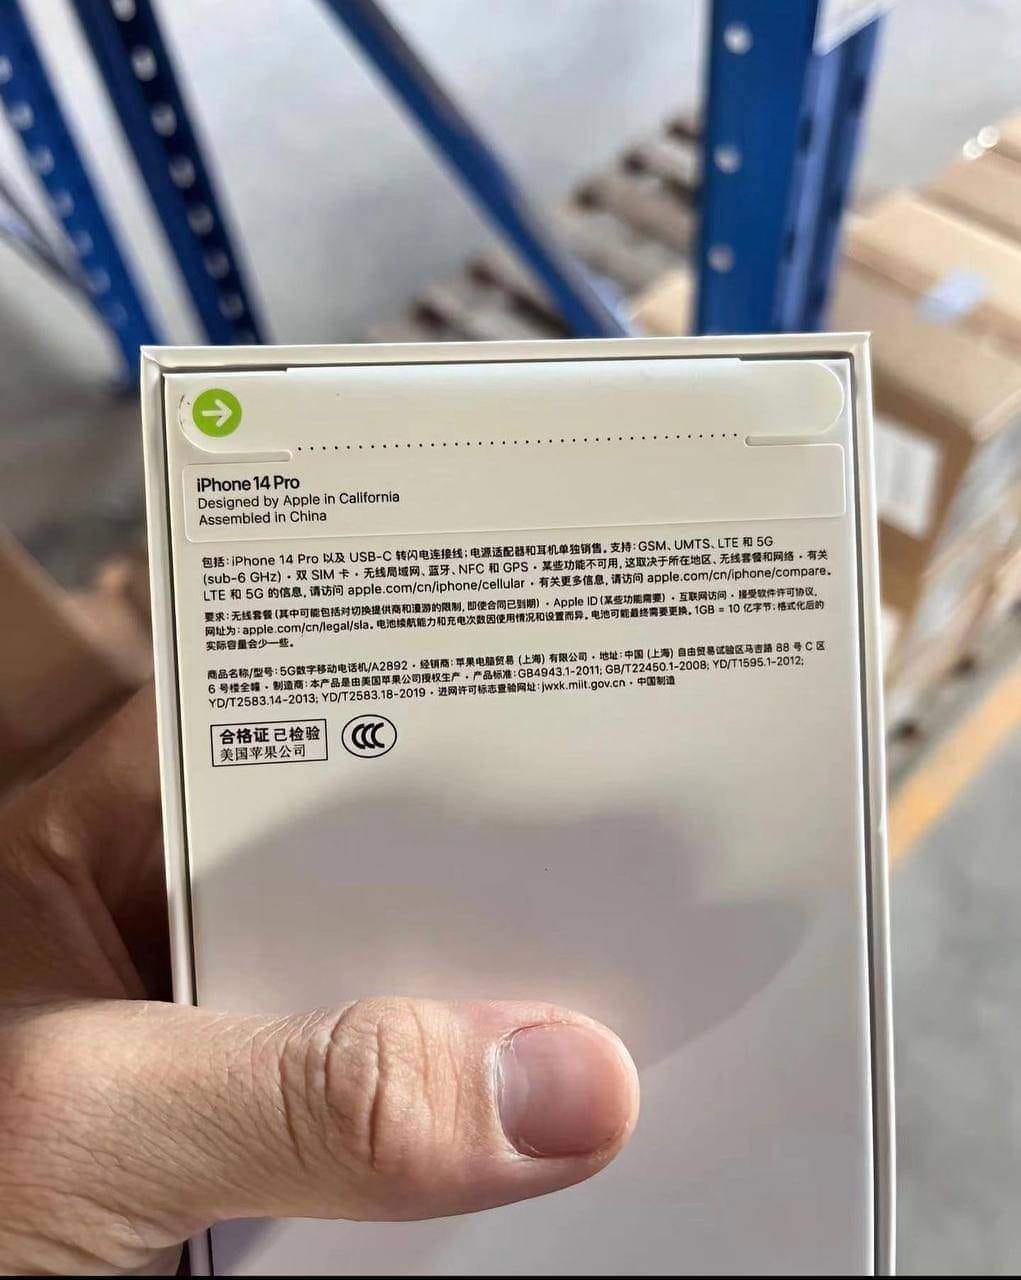 iPhone 14 Pro
Designed by Apple in California
Assembled in China
包括: iPhone 14 Pro 以及 USB-C 转闪电连接线; 电源适配器和耳机单独销售。支持: GSM、UMTS、LTE 和 5G
(sub-6 GHz)・双 SIM 卡・无线局域网、蓝牙、NFC 和 GPS・某些功能不可用, 这取决于所在地区、无线套餐和网络・有关
LTE 和 5G 的信息, 请访问 apple.com/cn/iphone/cellular・有关更多信息, 请访问 apple.com/cn/iphone/compare。
要求: 无线套餐 (其中可能包括对切换提供商和漫游的限制, 即使合同已到期)・Apple ID (某些功能需要)・互联网访问・接受软件许可协议,
网址为: apple.com/cn/legal/sla。电池续航能力和充电次数因使用情况和设置而异。电池可能最终需要更换。1GB = 10 亿字节; 格式化后的
实际容量会少一些。
商品名称/型号: 5G数字移动电话机/A2892・经销商: 苹果电脑贸易 (上海) 有限公司・地址: 中国 (上海) 自由贸易试验区马吉路 88 号 C 区
6 号楼全幢・制造商: 本产品是由美国苹果公司授权生产・产品标准: GB4943.1-2011; GB/T22450.1-2008; YD/T1595.1-2012;
YD/T2583.14-2013; YD/T2583.18-2019・进网许可标志查验网址: jwxk.miit.gov.cn・中国制造
合格证 已检验
美国苹果公司
CCC